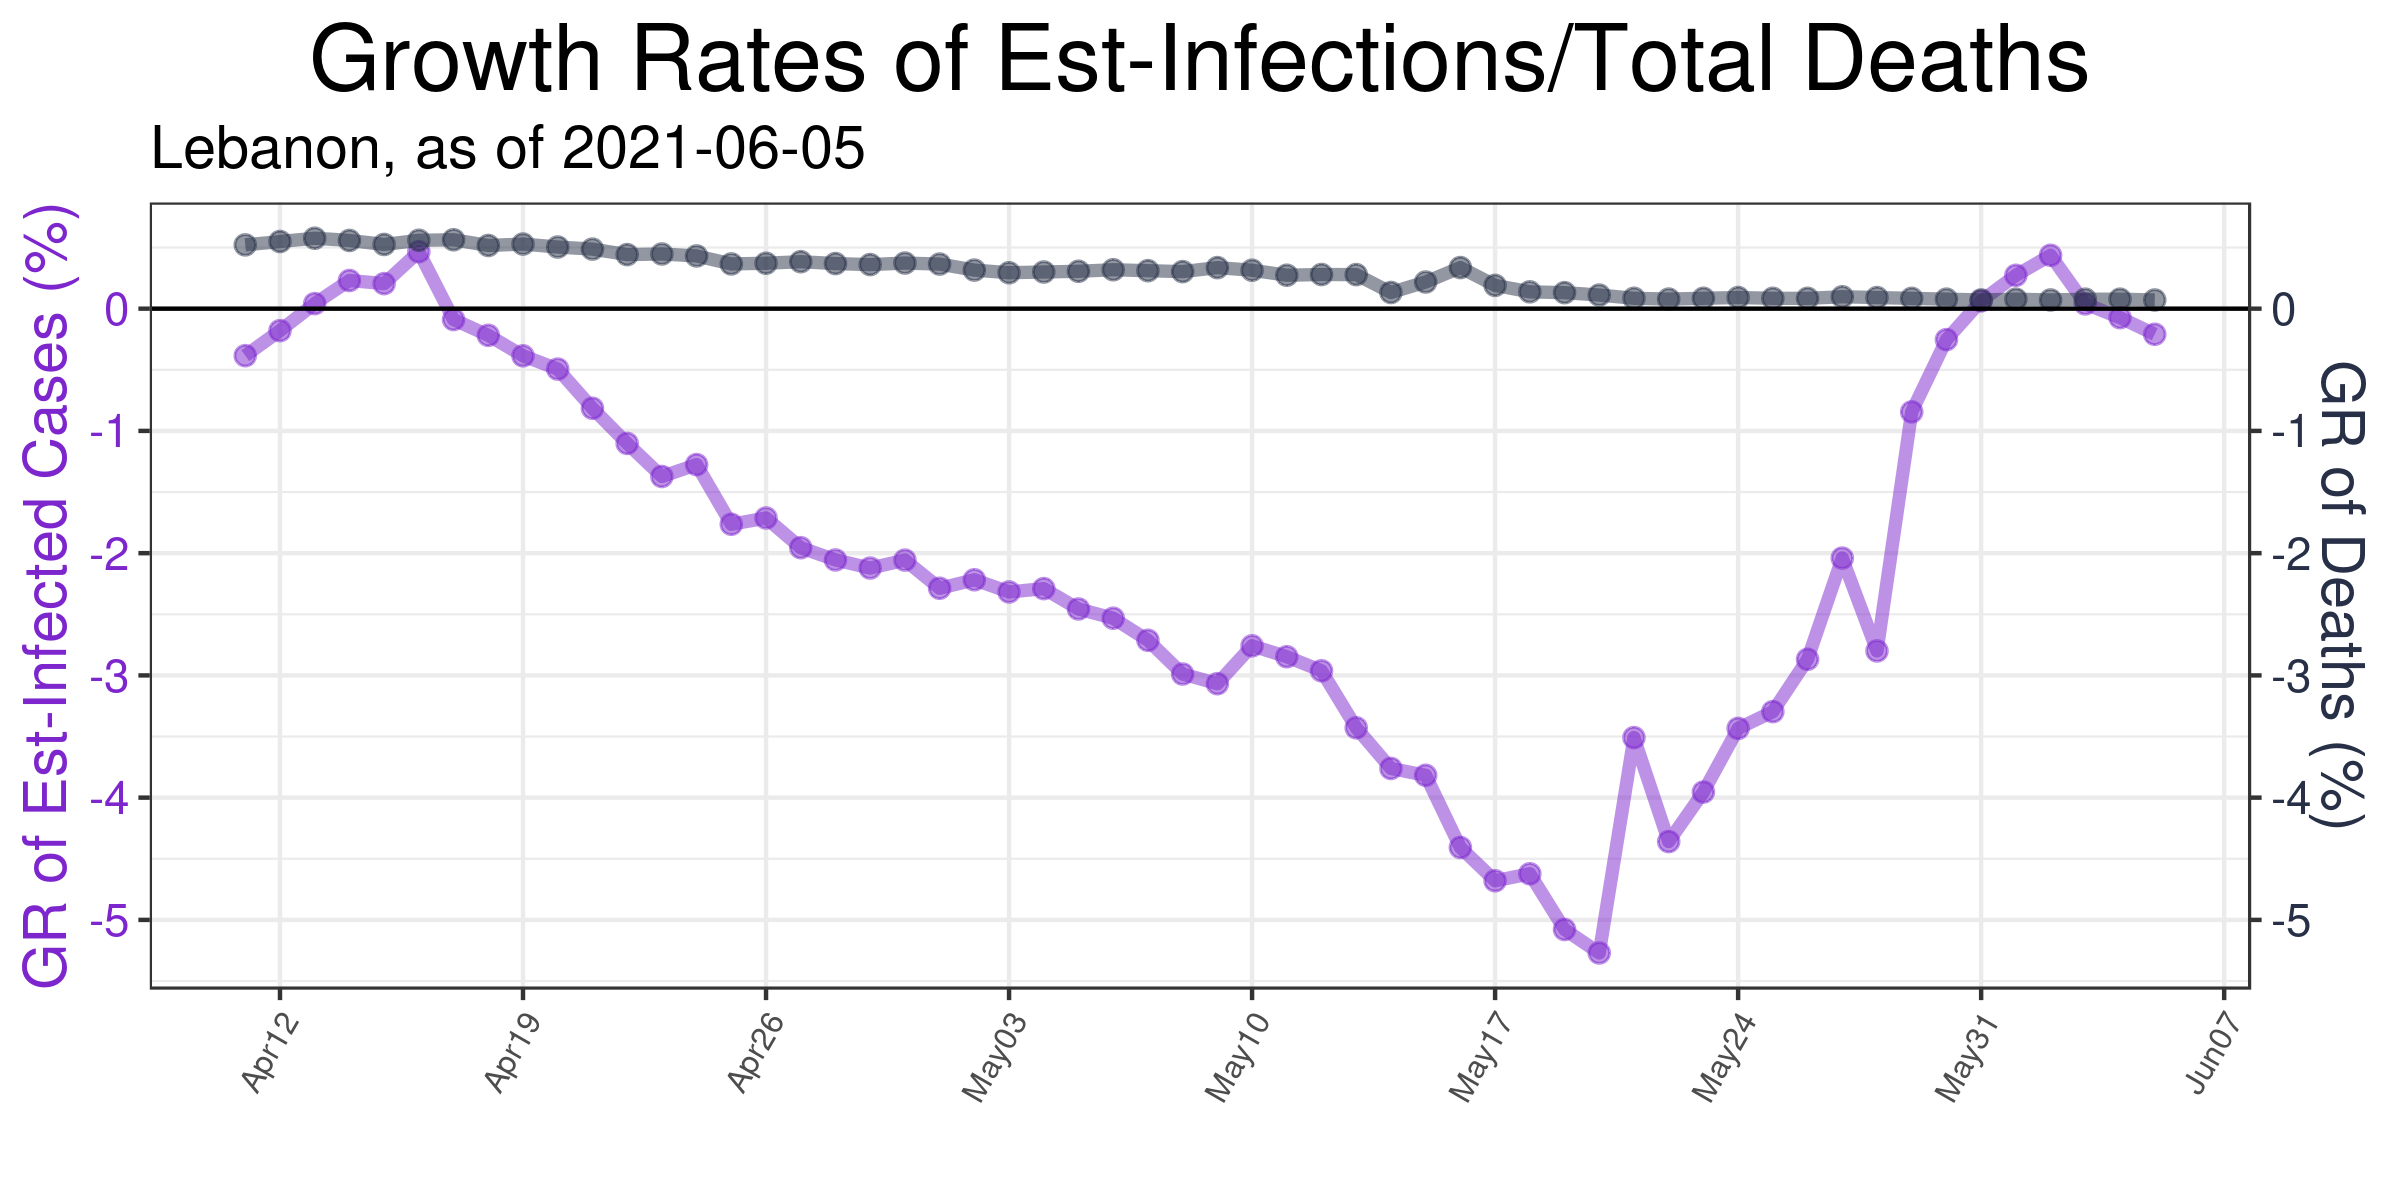 Growth Rates of Est-Infections/Total Deaths
Lebanon, as of 2021-06-05
GR of Est-Infected Cases (%)
0
-1
-2
-3
-4
-5
0
-1
-2
-3
-4
-5
GR of Deaths (%)
Apr12
Apr19
Apr26
May03
May10
May17
May24
May31
Jun07